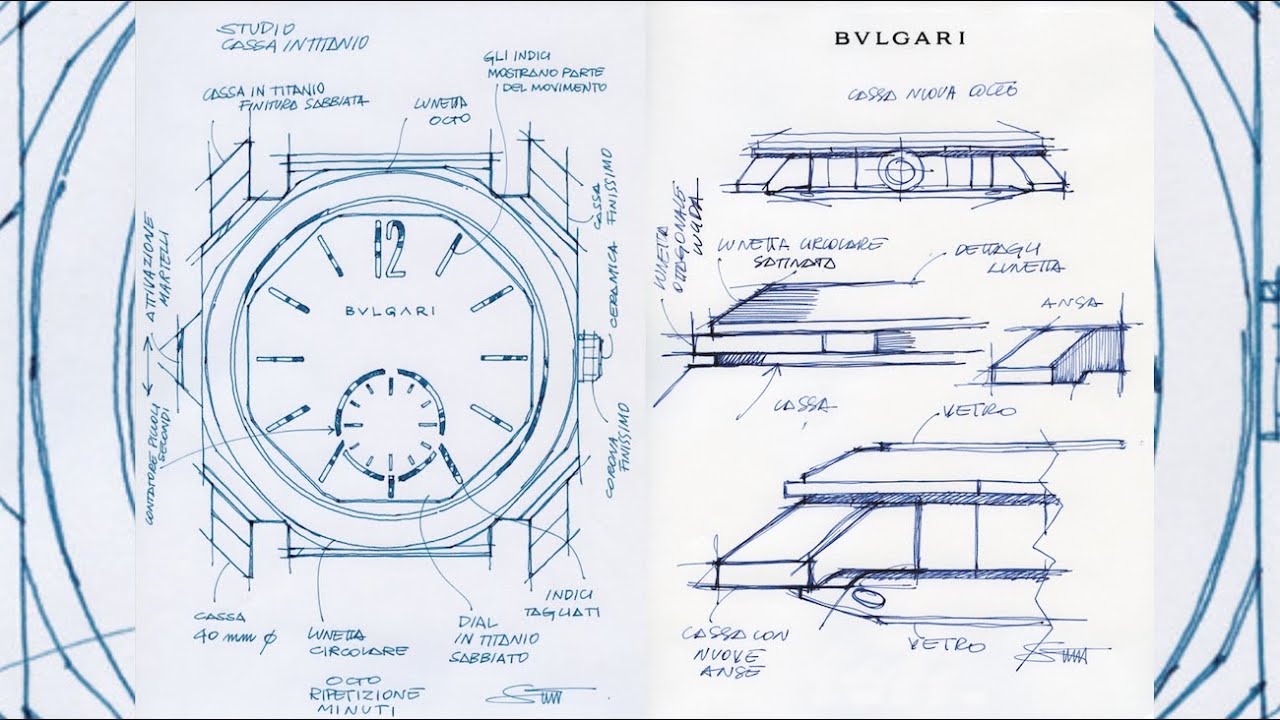 STUDIO
CASSA IN TITANIO
CASSA IN TITANIO
FINITURA SABBIATA
LUNETTA
OCTO
GLI INDICI
MOSTRANO PARTE
DEL MOVIMENTO
ATTIVAZIONE
MARTELLI
CONTATORE PICCOLI
SECONDI
CASSA
FINISSIMO
CERAMICA
CORONA
FINISSIMO
12
BVLGARI
CASSA
40 mm ϕ
LUNETTA
CIRCOLARE
DIAL
IN TITANIO
SABBIATO
INDICI
TAGLIATI
OCTO
RIPETIZIONE
MINUTI
BVLGARI
CASSA NUOVA
LUNETTA
OTTAGONALE
LUCIDA
LUNETTA CIRCOLARE
SATINATA
DETTAGLI
LUNETTA
ANSA
CASSA
VETRO
CASSA CON
NUOVE
ANSE
VETRO